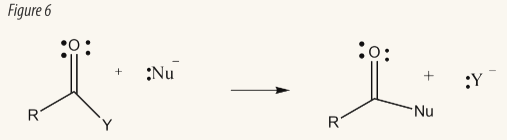 Figure 6
:O: + :Nu⁻ :O: + :Y⁻
R Y R Nu